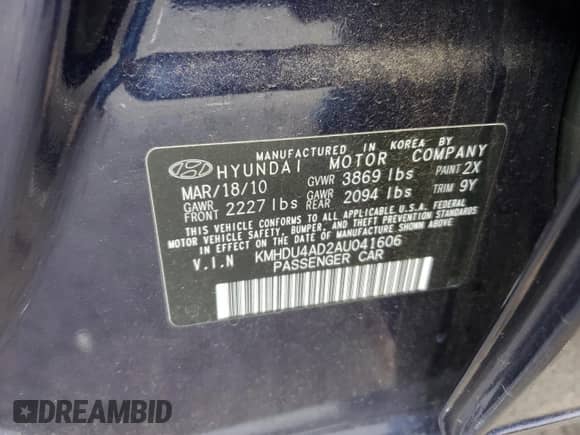 MANUFACTURED IN KOREA BY
HYUNDAI MOTOR COMPANY
MAR/18/10 GVWR 3869 lbs PAINT 2X
GAWR FRONT 2227 lbs GAWR REAR 2094 lbs TRIM 9Y
THIS VEHICLE CONFORMS TO ALL APPLICABLE U.S.A. FEDERAL
MOTOR VEHICLE SAFETY, BUMPER, AND THEFT PREVENTION STANDARDS
IN EFFECT ON THE DATE OF MANUFACTURE SHOWN ABOVE.
V.I.N KMHDU4AD2AU041606
PASSENGER CAR
DREAMBID